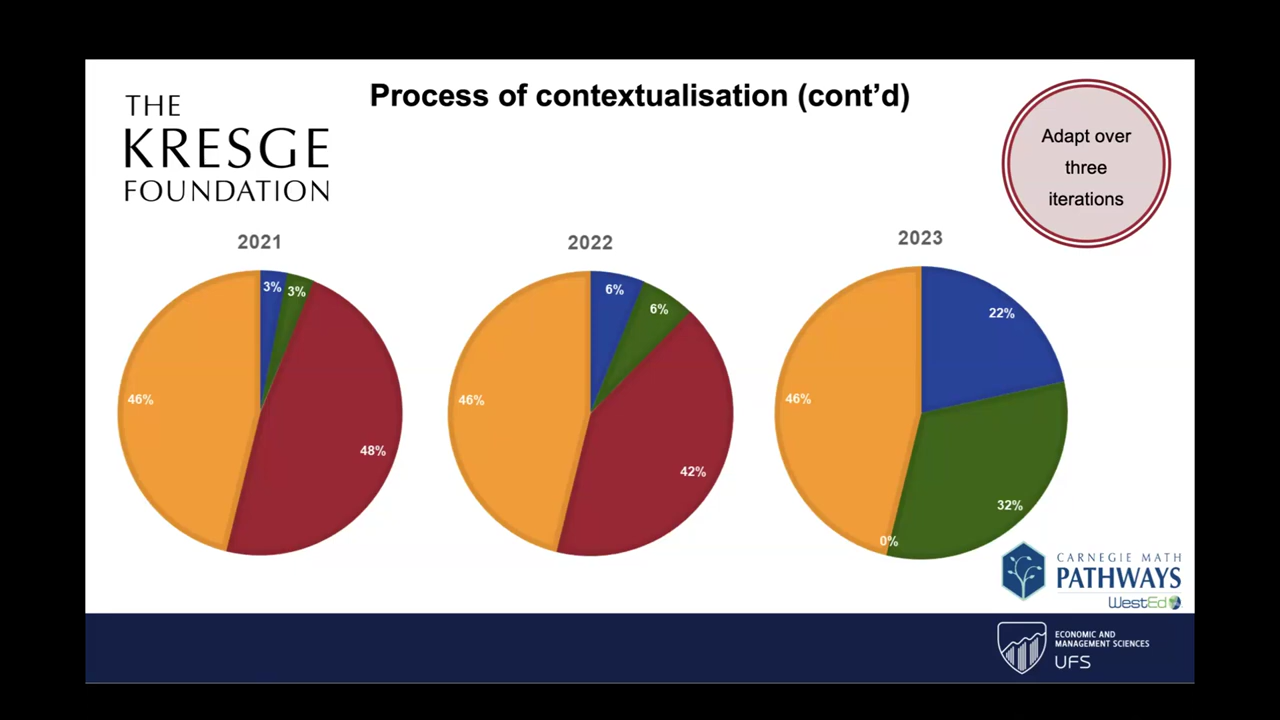 Process of contextualisation (cont’d)
THE
KRESGE
FOUNDATION
Adapt over
three
iterations
2021
3%
3%
46%
48%
2022
6%
6%
46%
42%
2023
22%
46%
32%
0%
CARNEGIE MATH
PATHWAYS
WestEd
ECONOMIC AND
MANAGEMENT SCIENCES
UFS